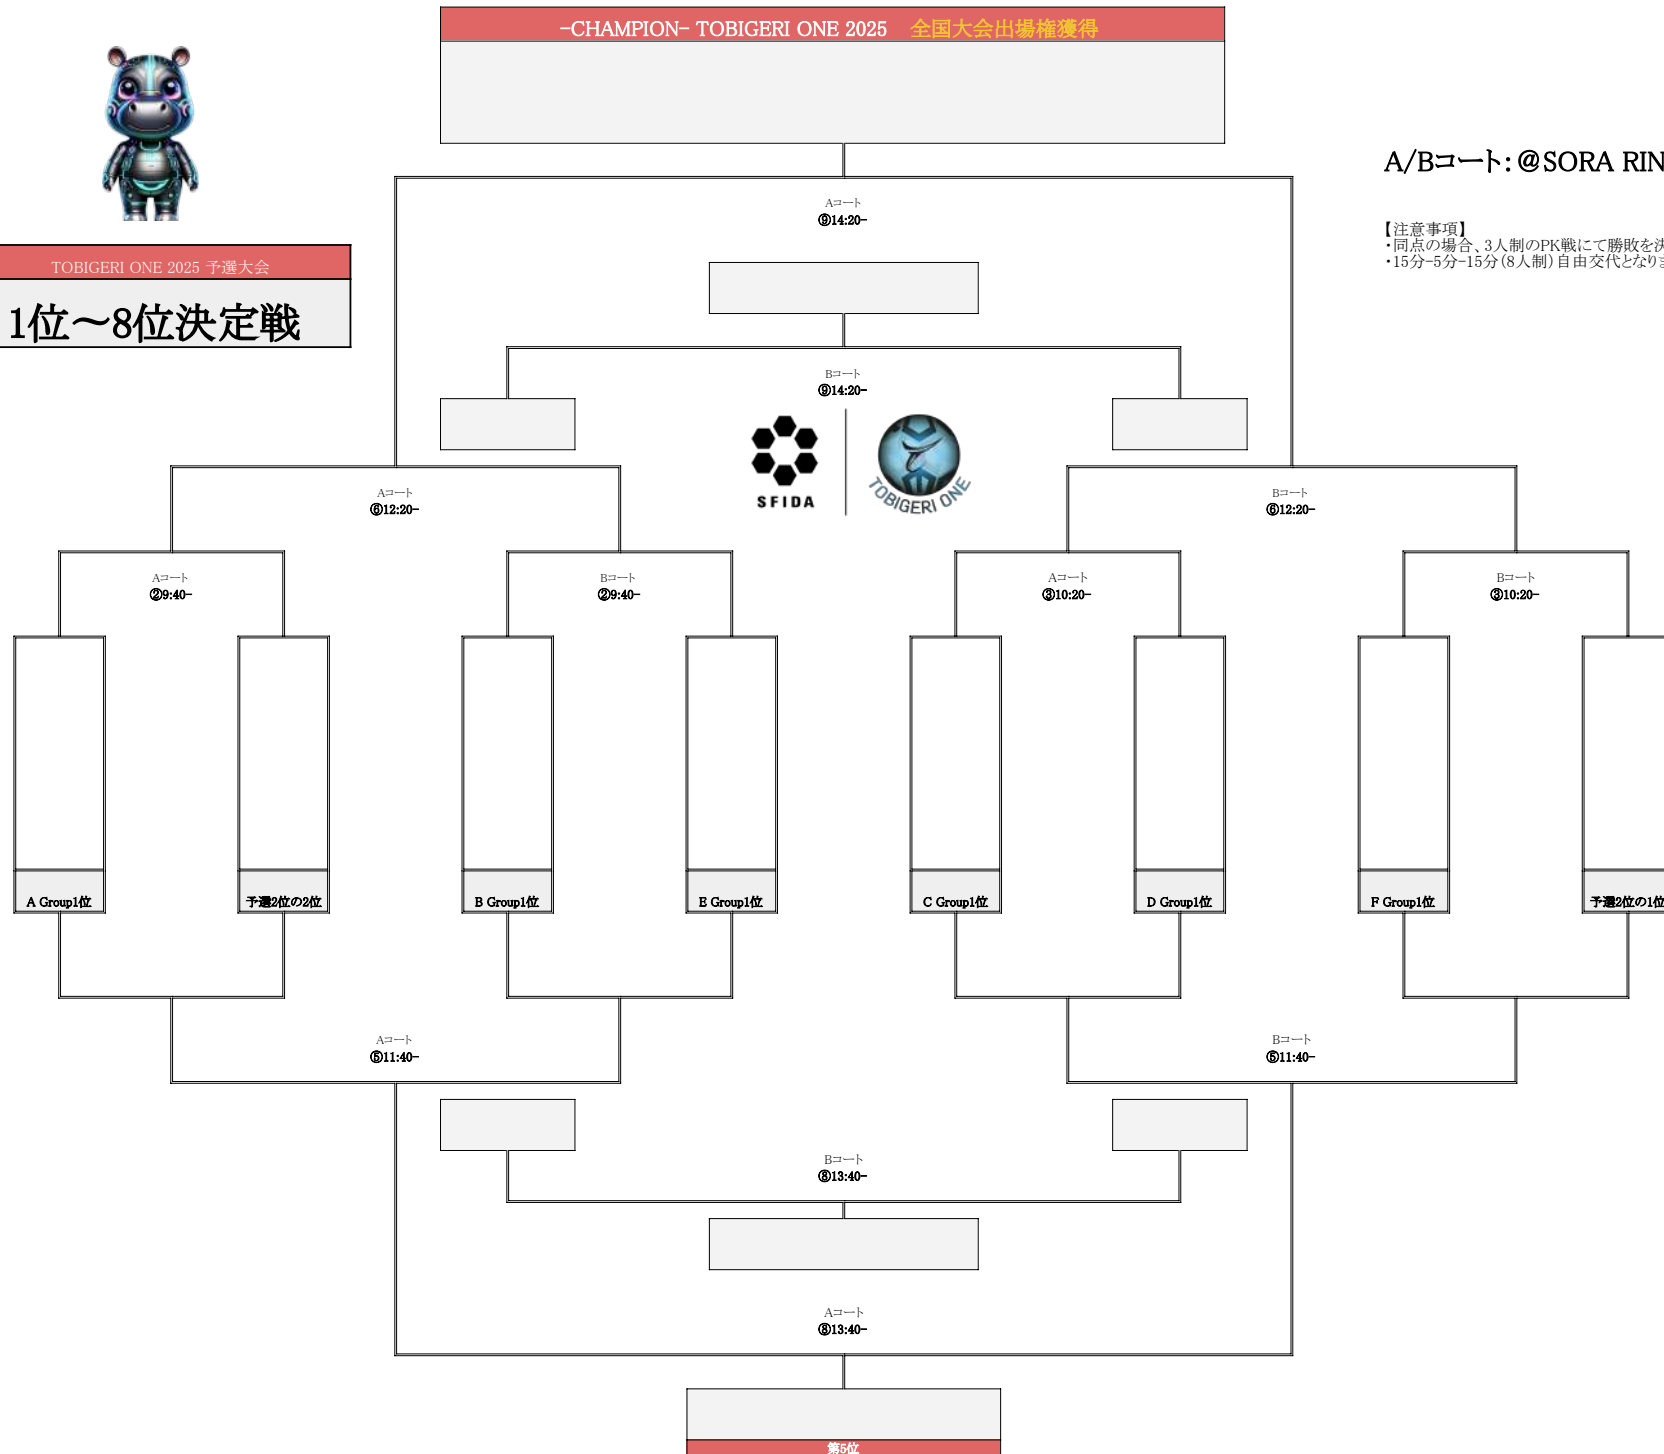 -CHAMPION- TOBIGERI ONE 2025 全国大会出場権獲得
A/Bコート：@SORA RIN
Aコート
⑨14:20-
【注意事項】
・同点の場合、3人制のPK戦にて勝敗を決
・15分-5分-15分（8人制）自由交代となりま
TOBIGERI ONE 2025 予選大会
1位～8位決定戦
Bコート
⑨14:20-
SFIDA
TOBIGERI ONE
Aコート
⑥12:20-
Bコート
⑥12:20-
Aコート
②9:40-
Bコート
②9:40-
Aコート
③10:20-
Bコート
③10:20-
A Group1位
予選2位の2位
B Group1位
E Group1位
C Group1位
D Group1位
F Group1位
予選2位の1位
Aコート
⑤11:40-
Bコート
⑤11:40-
Bコート
⑧13:40-
Aコート
⑧13:40-
第5位